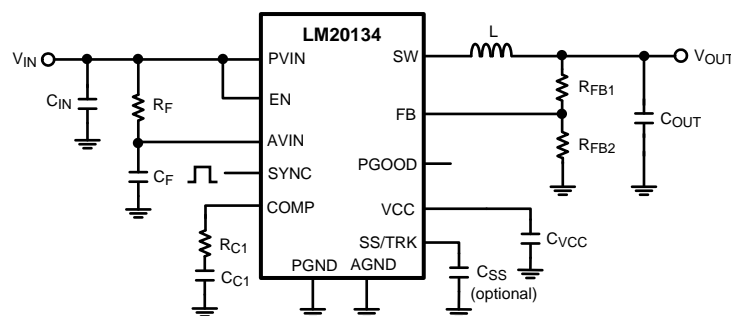 LM20134
L
VIN
PVIN
SW
VOUT
CIN
RF
EN
RFB1
FB
COUT
AVIN
RFB2
CF
SYNC
PGOOD
COMP
VCC
RC1
SS/TRK
CVCC
CC1
PGND
AGND
CSS
(optional)